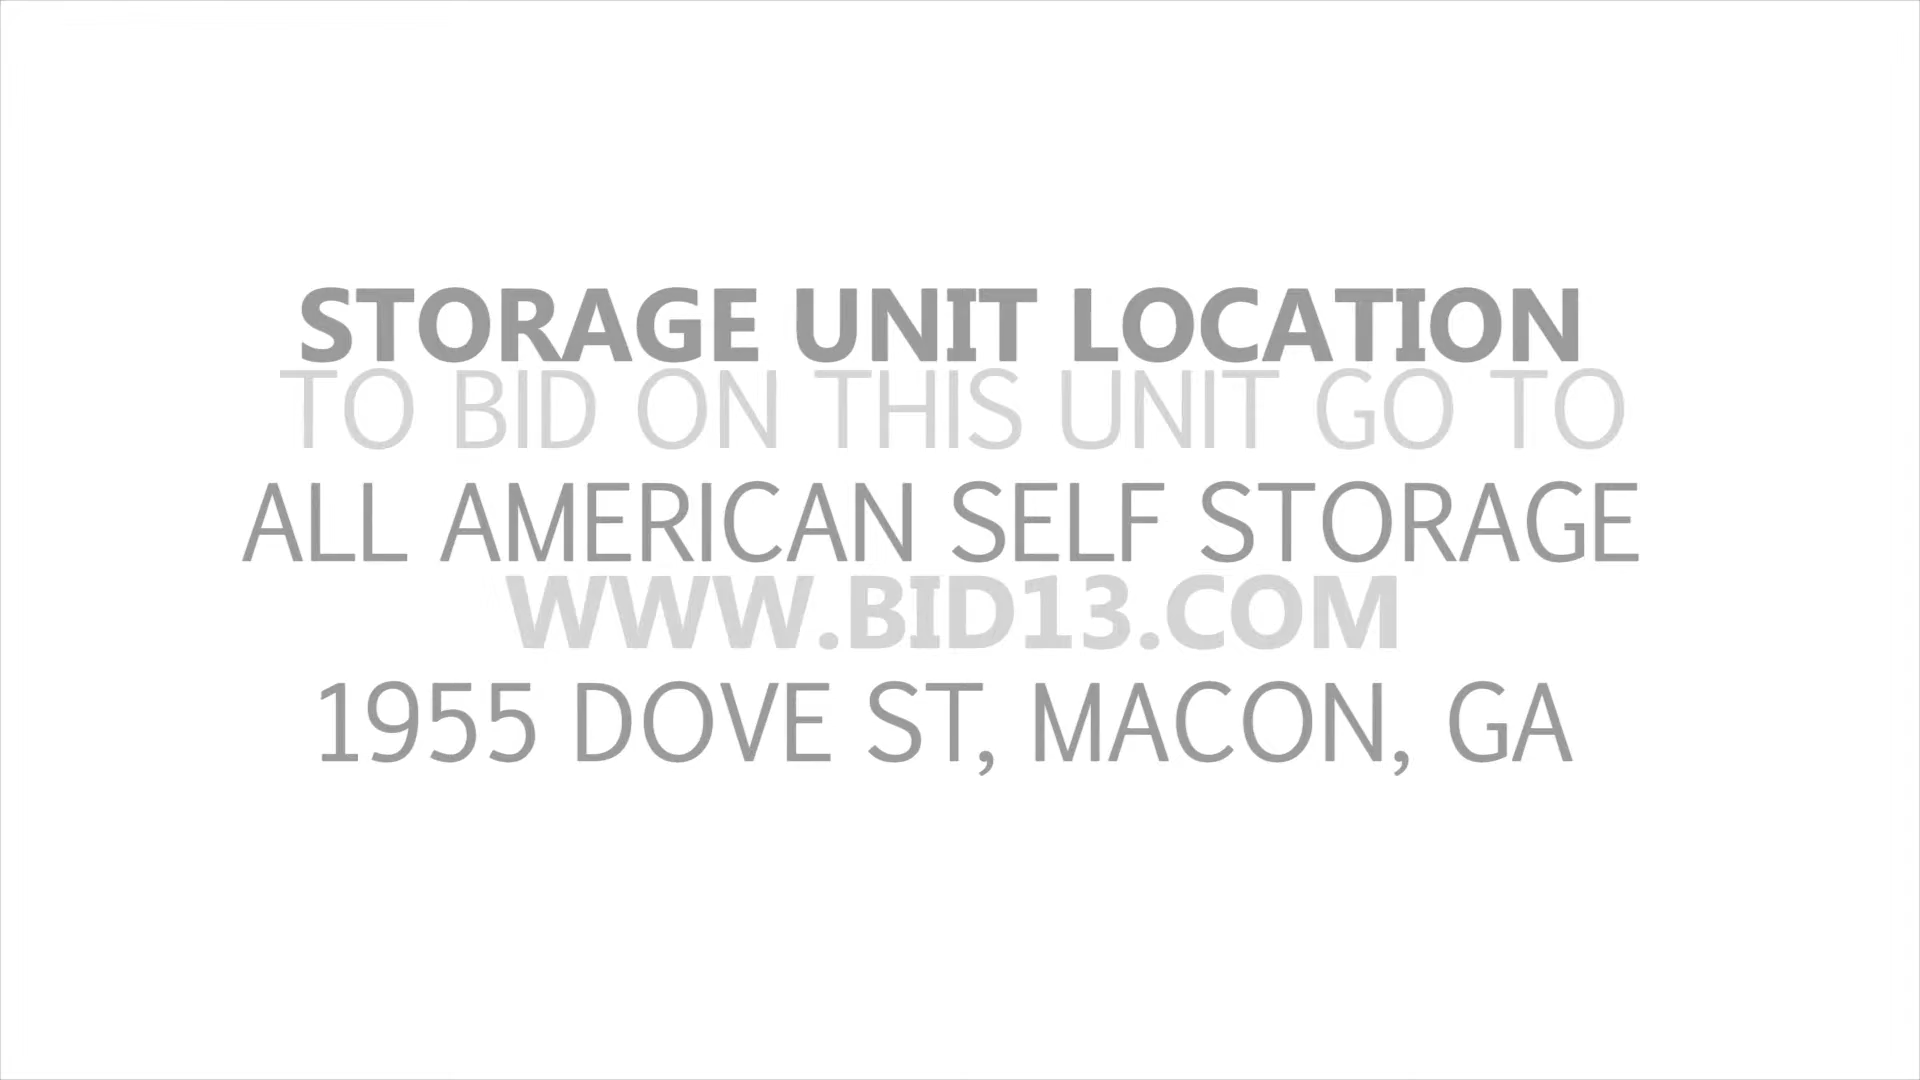 STORAGE UNIT LOCATION
TO BID ON THIS UNIT GO TO
ALL AMERICAN SELF STORAGE
WWW.BID13.COM
1955 DOVE ST, MACON, GA